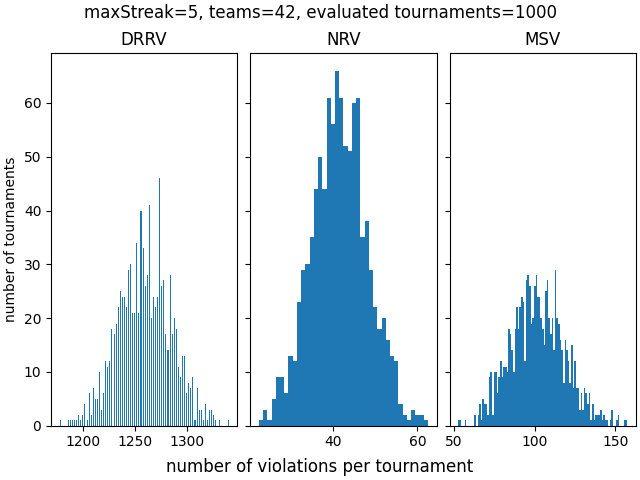 maxStreak=5, teams=42, evaluated tournaments=1000
DRRV
NRV
MSV
number of tournaments
60
50
40
30
20
10
0
1200
1250
1300
40
60
50
100
150
number of violations per tournament